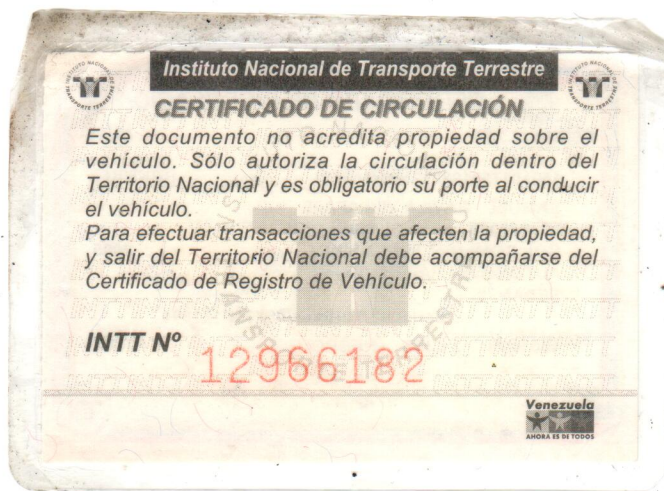 Instituto Nacional de Transporte Terrestre
CERTIFICADO DE CIRCULACIÓN
Este documento no acredita propiedad sobre el
vehículo. Sólo autoriza la circulación dentro del
Territorio Nacional y es obligatorio su porte al conducir
el vehículo.
Para efectuar transacciones que afecten la propiedad,
y salir del Territorio Nacional debe acompañarse del
Certificado de Registro de Vehículo.
INTT Nº 12966182
Venezuela
AHORA ES DE TODOS